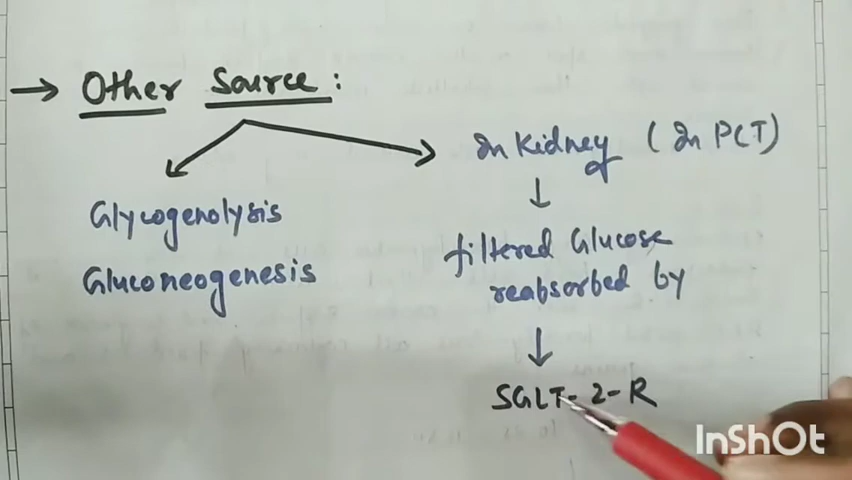 → Other Source:
Glycogenolysis
Gluconeogenesis
In Kidney (In PCT)
↓
filtered Glucose
reabsorbed by
↓
SGLT-2-R
InShOt